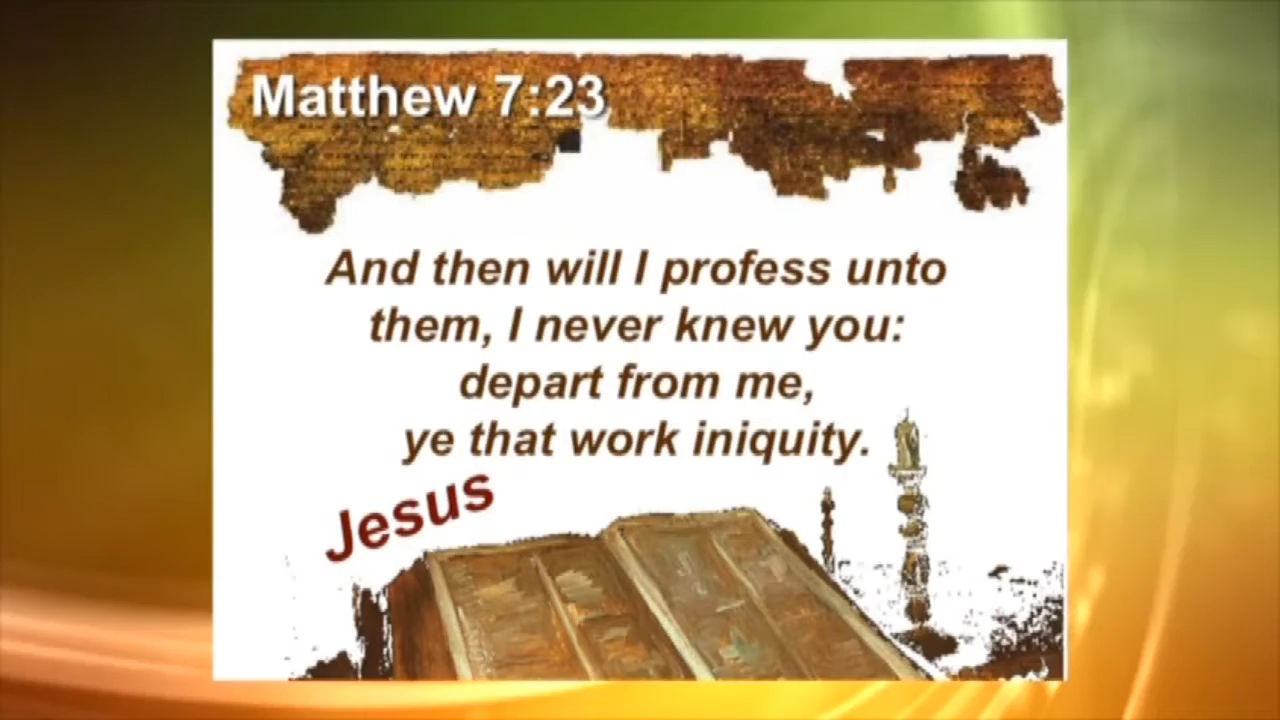 Matthew 7:23
And then will I profess unto
them, I never knew you:
depart from me,
ye that work iniquity.
Jesus